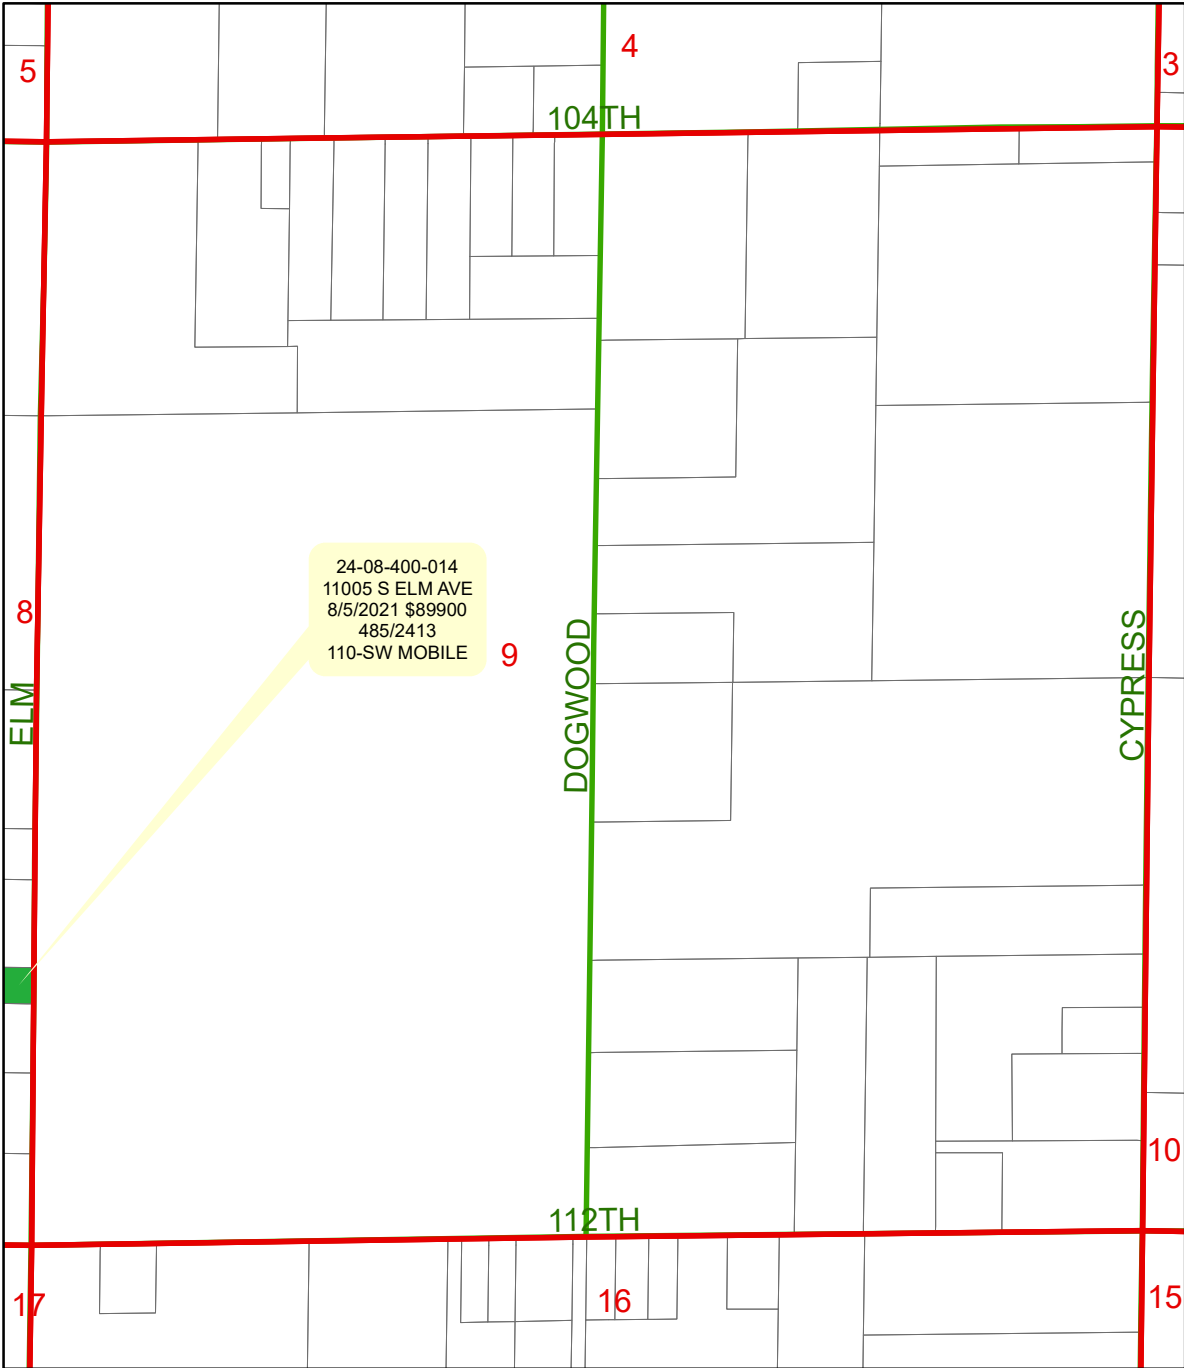 4
5
3
104TH
24-08-400-014
11005 S ELM AVE
8/5/2021 $89900
485/2413
110-SW MOBILE
8
9
ELM
DOGWOOD
CYPRESS
10
112TH
17
16
15